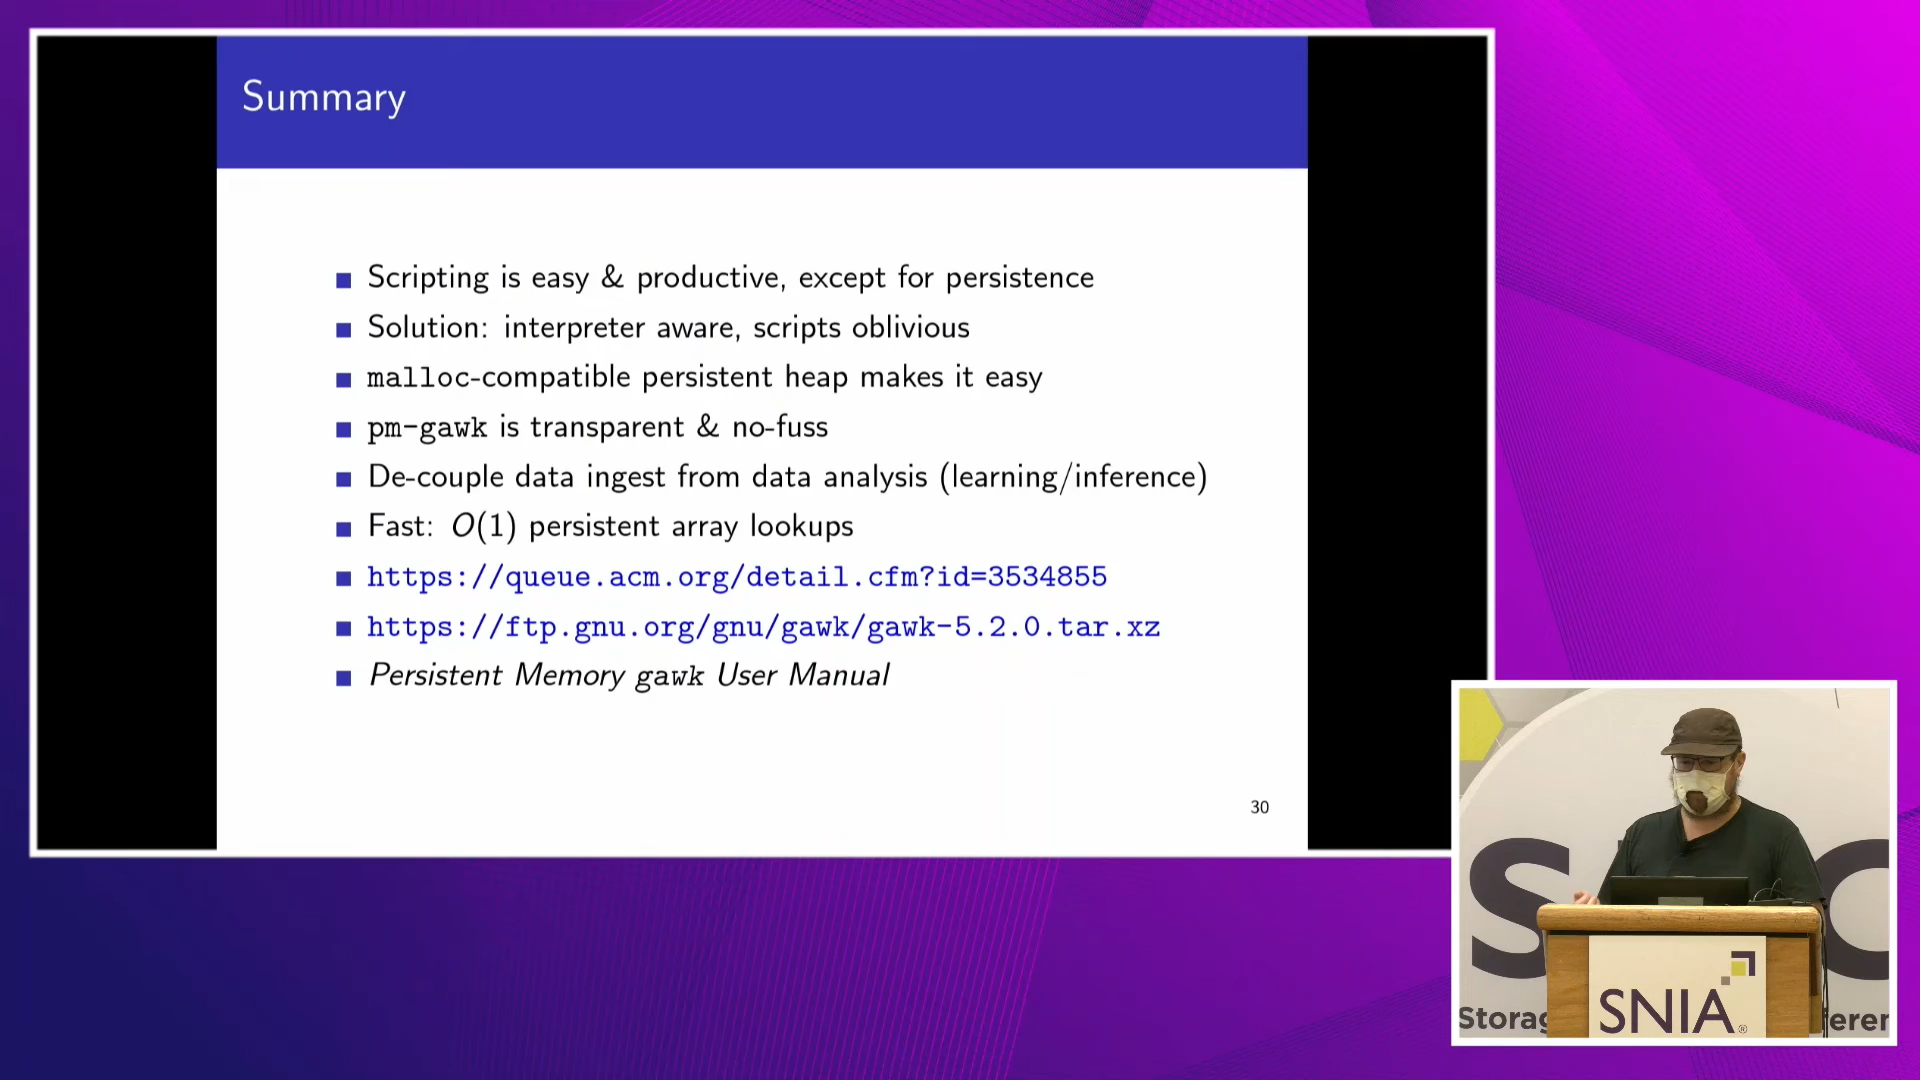 Summary
Scripting is easy & productive, except for persistence
Solution: interpreter aware, scripts oblivious
malloc-compatible persistent heap makes it easy
pm-gawk is transparent & no-fuss
De-couple data ingest from data analysis (learning/inference)
Fast: O(1) persistent array lookups
https://queue.acm.org/detail.cfm?id=3534855
https://ftp.gnu.org/gnu/gawk/gawk-5.2.0.tar.xz
Persistent Memory gawk User Manual
30
S C
SNIA®